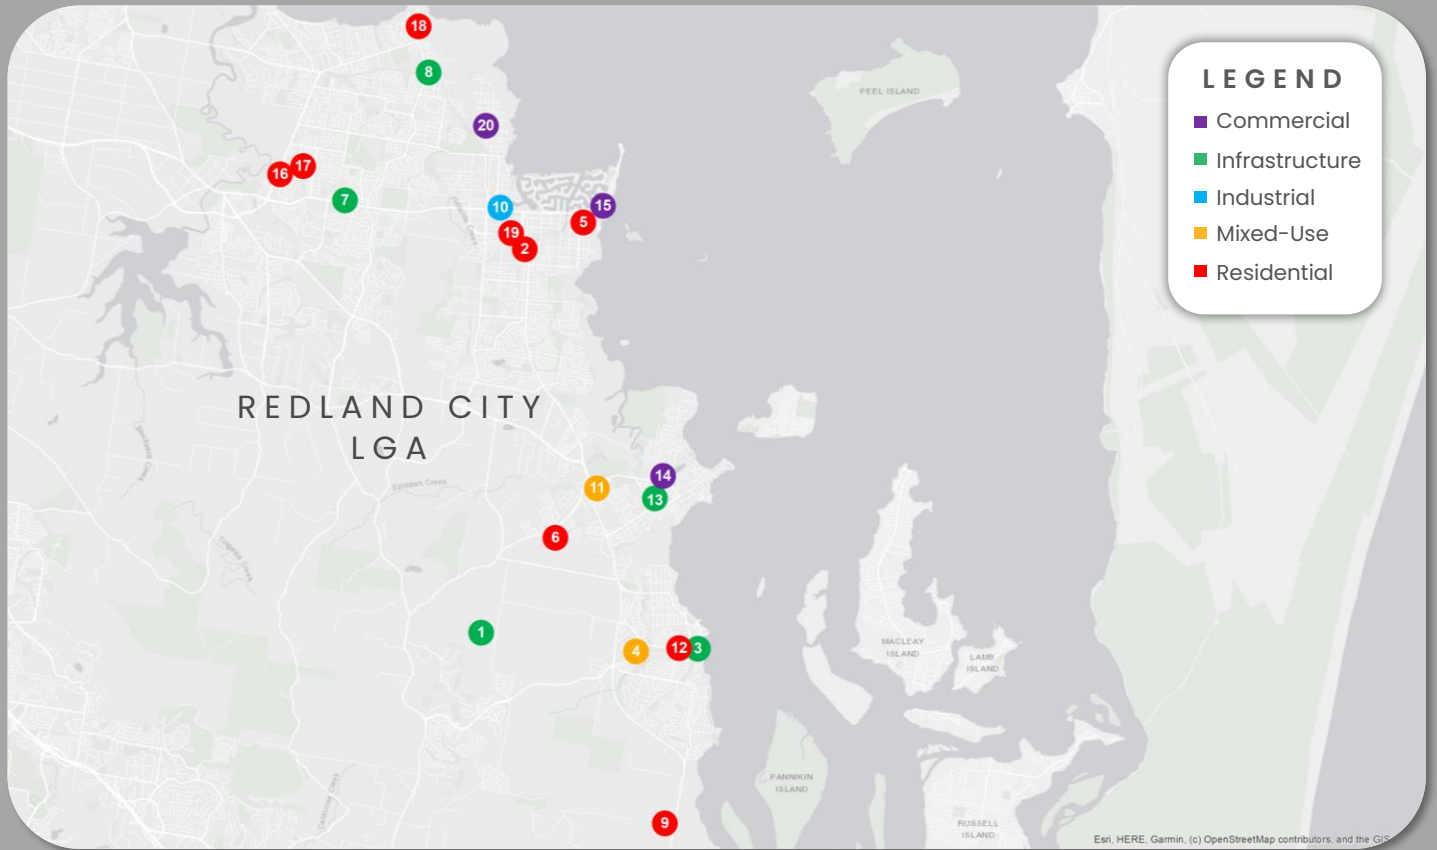 18
8
20
16
17
7
10
15
5
19
2
PEEL ISLAND
LEGEND
Commercial
Infrastructure
Industrial
Mixed-Use
Residential
REDLAND CITY
LGA
Eprapah Creek
14
11
13
6
1
4
12
3
9
MACLEAY
ISLAND
LAMB
ISLAND
PANNIKIN
ISLAND
RUSSELL
ISLAND
Esri, HERE, Garmin, (c) OpenStreetMap contributors, and the GIS